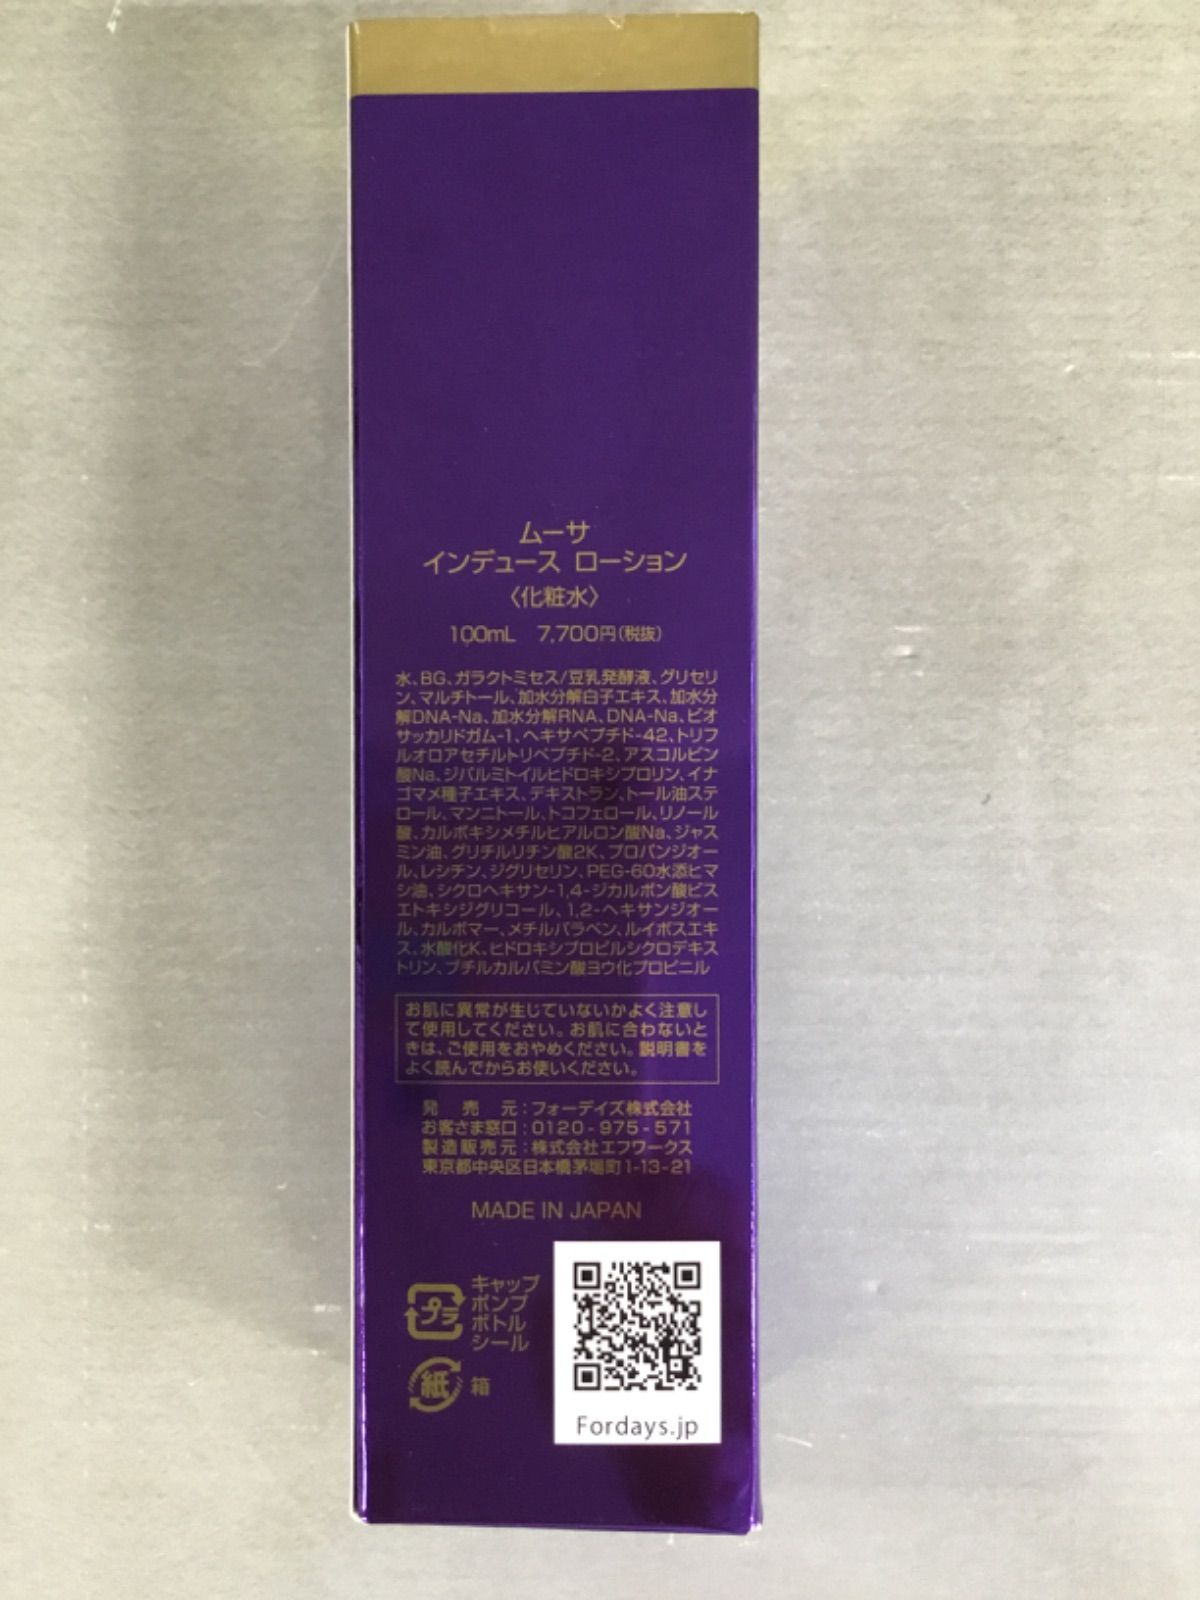 ムーサ
インデュース ローション
〈化粧水〉
100mL 7,700円(税抜)
水、BG、ガラクトミセス/豆乳発酵液、グリセリ
ン、マルチトール、加水分解白子エキス、加水分
解DNA-Na、加水分解RNA、DNA-Na、ビオ
サッカリドガム-1、ヘキサペプチド-42、トリフ
ルオロアセチルトリペプチド-2、アスコルビン
酸Na、ジパルミトイルヒドロキシプロリン、イナ
ゴマメ種子エキス、デキストラン、トール油ステ
ロール、マンニトール、トコフェロール、リノール
酸、カルボキシメチルヒアルロン酸Na、ジャス
ミン油、グリチルリチン酸2K、プロパンジオー
ル、レシチン、ジグリセリン、PEG-60水添ヒマ
シ油、シクロヘキサン-1,4-ジカルボン酸ビス
エトキシジグリコール、1,2-ヘキサンジオー
ル、カルボマー、メチルパラベン、ルイボスエキ
ス、水酸化K、ヒドロキシプロピルシクロデキス
トリン、ブチルカルバミン酸ヨウ化プロピニル
お肌に異常が生じていないかよく注意し
て使用してください。お肌に合わないと
きは、ご使用をおやめください。説明書を
よく読んでからお使いください。
発売元:フォーデイズ株式会社
お客さま窓口:0120-975-571
製造販売元:株式会社エフワークス
東京都中央区日本橋茅場町1-13-21
MADE IN JAPAN
プラ
キャップ
ポンプ
ボトル
シール
紙 箱
Fordays.jp